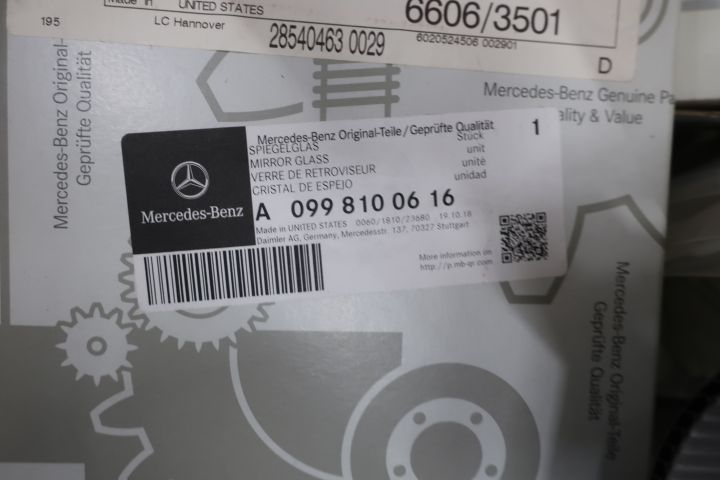 Made in UNITED STATES
6606/3501
195
LC Hannover
28540463 0029
6020524506 002901
D
Mercedes-Benz Original-
Geprüfte Qualität
Mercedes-Benz Genuine Pa
ality & Value
Mercedes-Benz Original-Teile/Geprüfte Qualität
1
SPIEGELGLAS Stück
MIRROR GLASS unit
VERRE DE RETROVISEUR unité
CRISTAL DE ESPEJO unidad
Mercedes-Benz
A 099 810 06 16
Made in UNITED STATES 0060/1810/23680 19.10.18
Daimler AG, Germany, Mercedesstr. 137, 70327 Stuttgart
More information on
http://p.mb-qr.com
Mercedes-Benz Original-Teile
Geprüfte Qualität